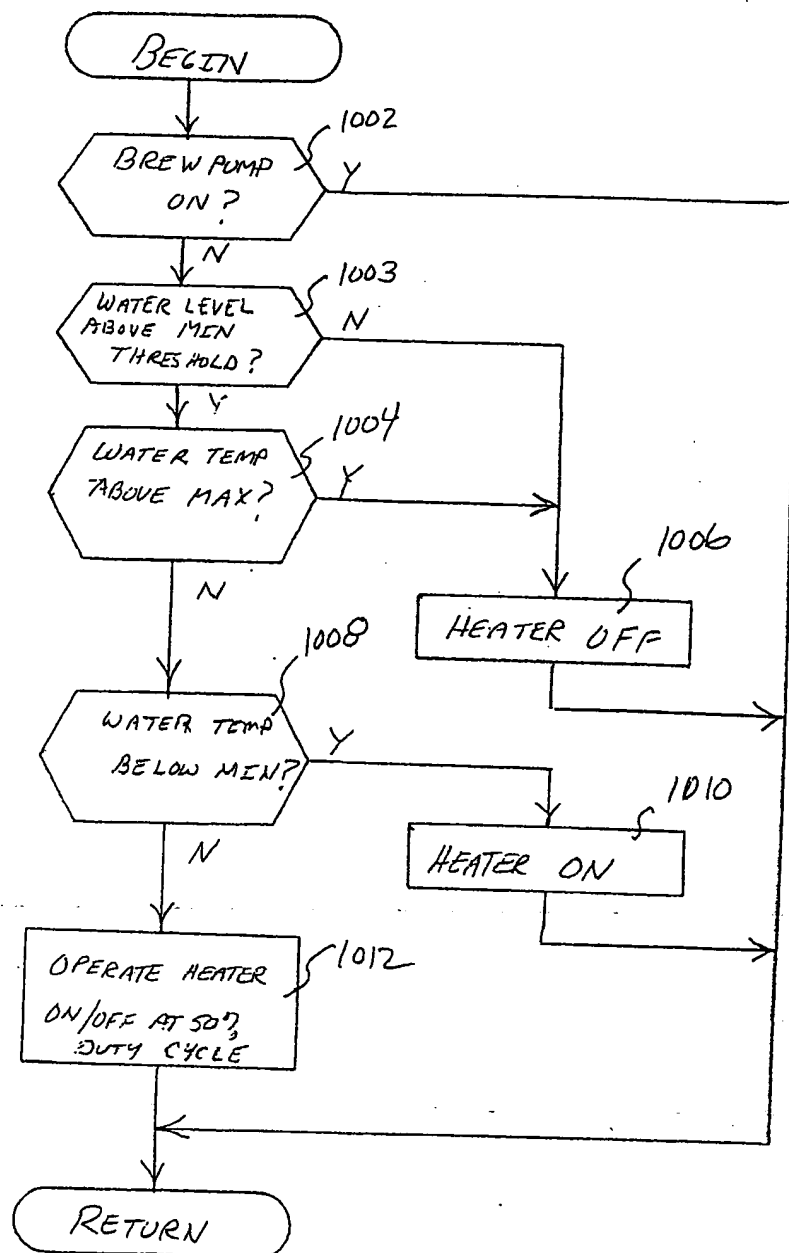 BEGIN
1002
BREW PUMP
ON?
Y
N
1003
WATER LEVEL
ABOVE MIN
THRESHOLD?
N
Y
1004
WATER TEMP
ABOVE MAX?
Y
N
1006
HEATER OFF
1008
WATER TEMP
BELOW MIN?
Y
N
1010
HEATER ON
1012
OPERATE HEATER
ON/OFF AT 50%
DUTY CYCLE
RETURN